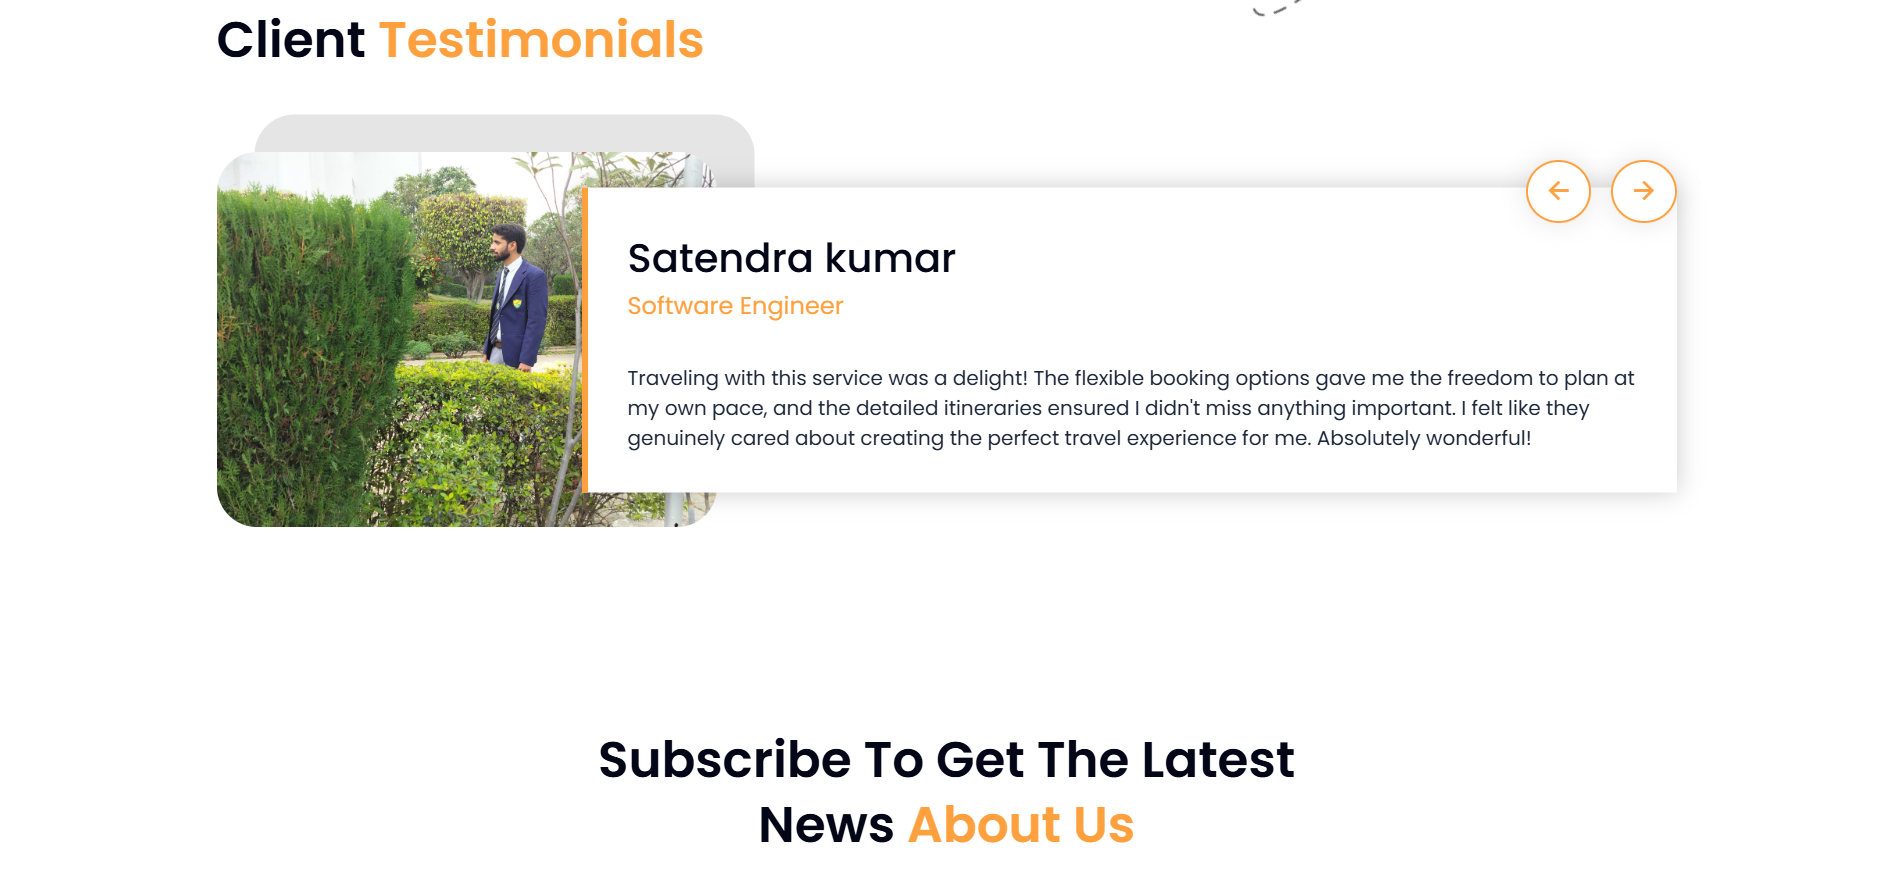 Client Testimonials
Satendra kumar
Software Engineer
Traveling with this service was a delight! The flexible booking options gave me the freedom to plan at
my own pace, and the detailed itineraries ensured I didn't miss anything important. I felt like they
genuinely cared about creating the perfect travel experience for me. Absolutely wonderful!
Subscribe To Get The Latest
News About Us